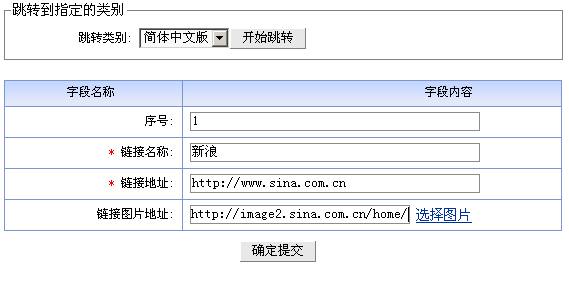 跳转到指定的类别
跳转类别: 简体中文版 开始跳转
字段名称 字段内容
序号: 1
* 链接名称: 新浪
* 链接地址: http://www.sina.com.cn
链接图片地址: http://image2.sina.com.cn/home/ 选择图片
确定提交